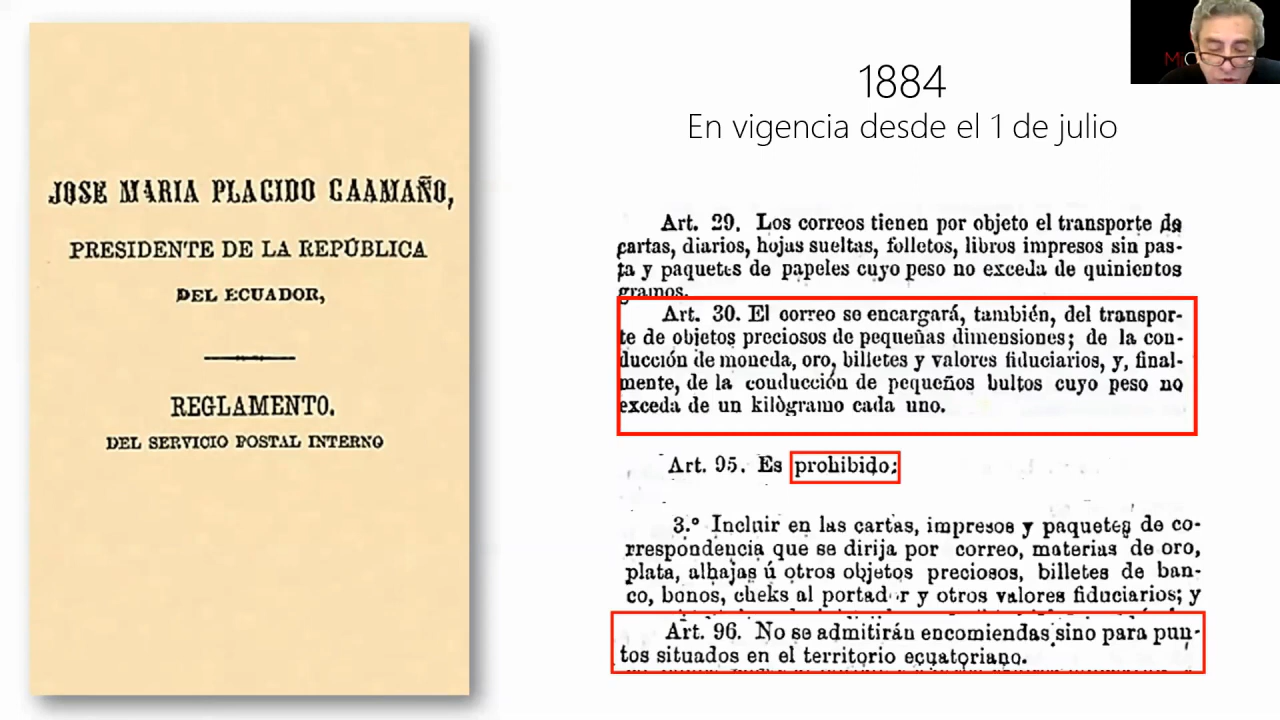 JOSE MARIA PLACIDO CAAMAÑO,
PRESIDENTE DE LA REPÚBLICA
DEL ECUADOR,
REGLAMENTO.
DEL SERVICIO POSTAL INTERNO
1884
En vigencia desde el 1 de julio
Art. 29. Los correos tienen por objeto el transporte de
cartas, diarios, hojas sueltas, folletos, libros impresos sin pas-
ta y paquetes de papeles cuyo peso no exceda de quinientos
gramos.
Art. 30. El correo se encargará, también, del transpor-
te de objetos preciosos de pequeñas dimensiones; de la con-
ducción de moneda, oro, billetes y valores fiduciarios, y, final-
mente, de la conducción de pequeños bultos cuyo peso no
exceda de un kilògramo cada uno.
Art. 95. Es prohibido:
3.º Incluir en las cartas, impresos y paquetes de co-
rrespondencia que se dirija por correo, materias de oro,
plata, alhajas ú otros objetos preciosos, billetes de ban-
co, bonos, cheks al portador y otros valores fiduciarios; y
Art. 96. No se admitirán encomiendas sino para pun-
tos situados en el territorio ecuatoriano.